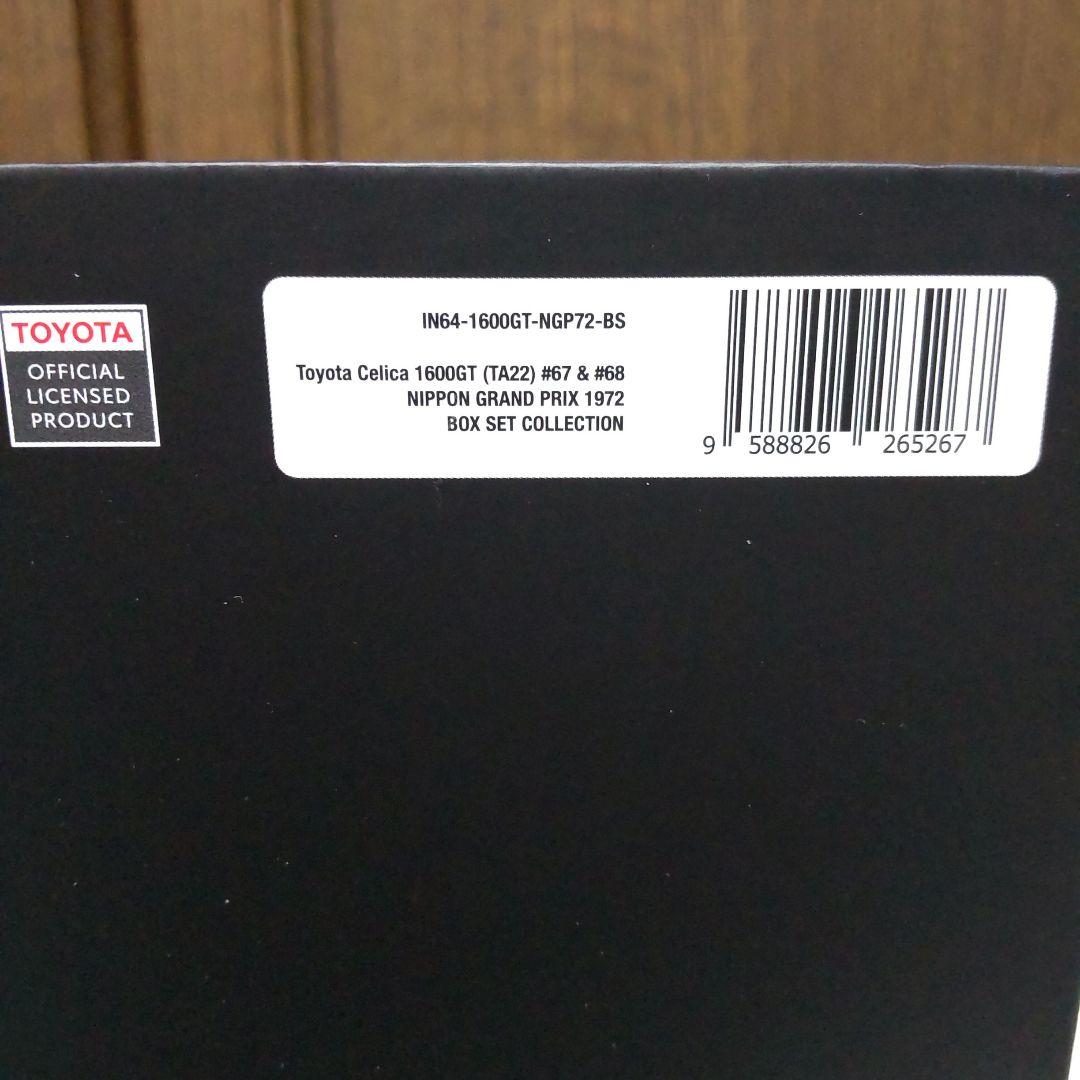 TOYOTA
OFFICIAL
LICENSED
PRODUCT
IN64-1600GT-NGP72-BS
Toyota Celica 1600GT (TA22) #67 & #68
NIPPON GRAND PRIX 1972
BOX SET COLLECTION
9 588826 265267